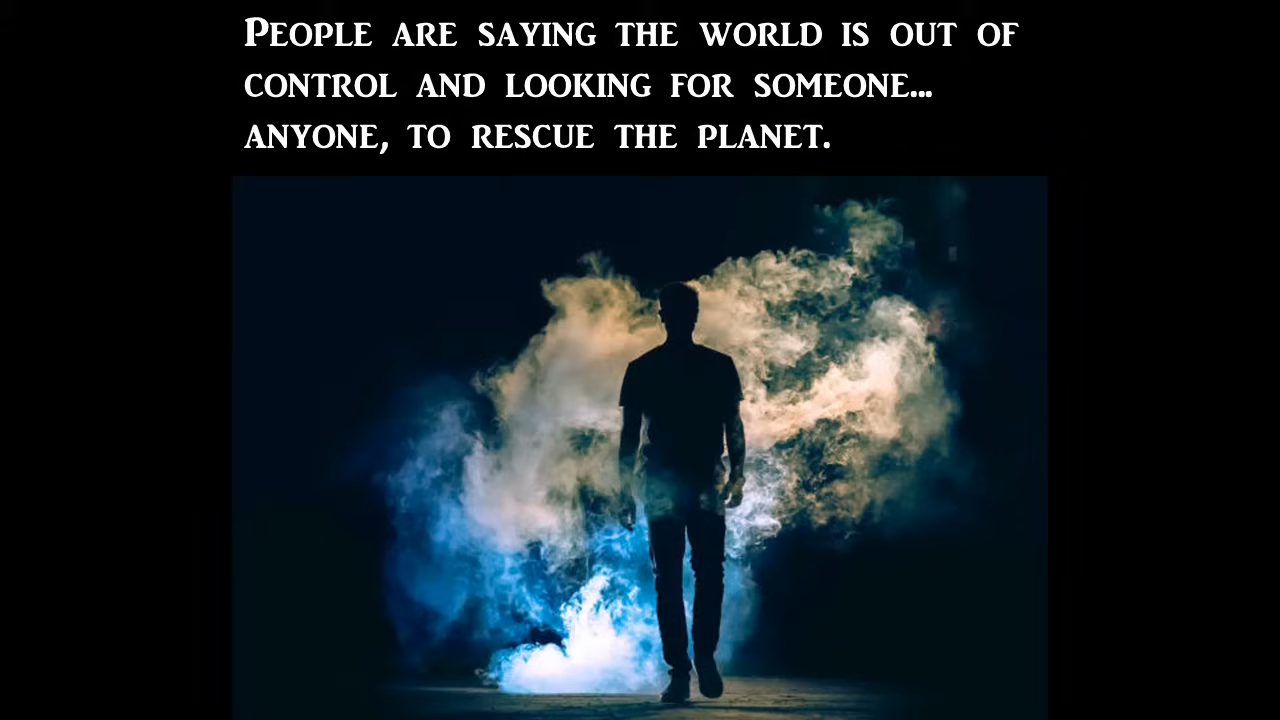 People are saying the world is out of
control and looking for someone...
anyone, to rescue the planet.